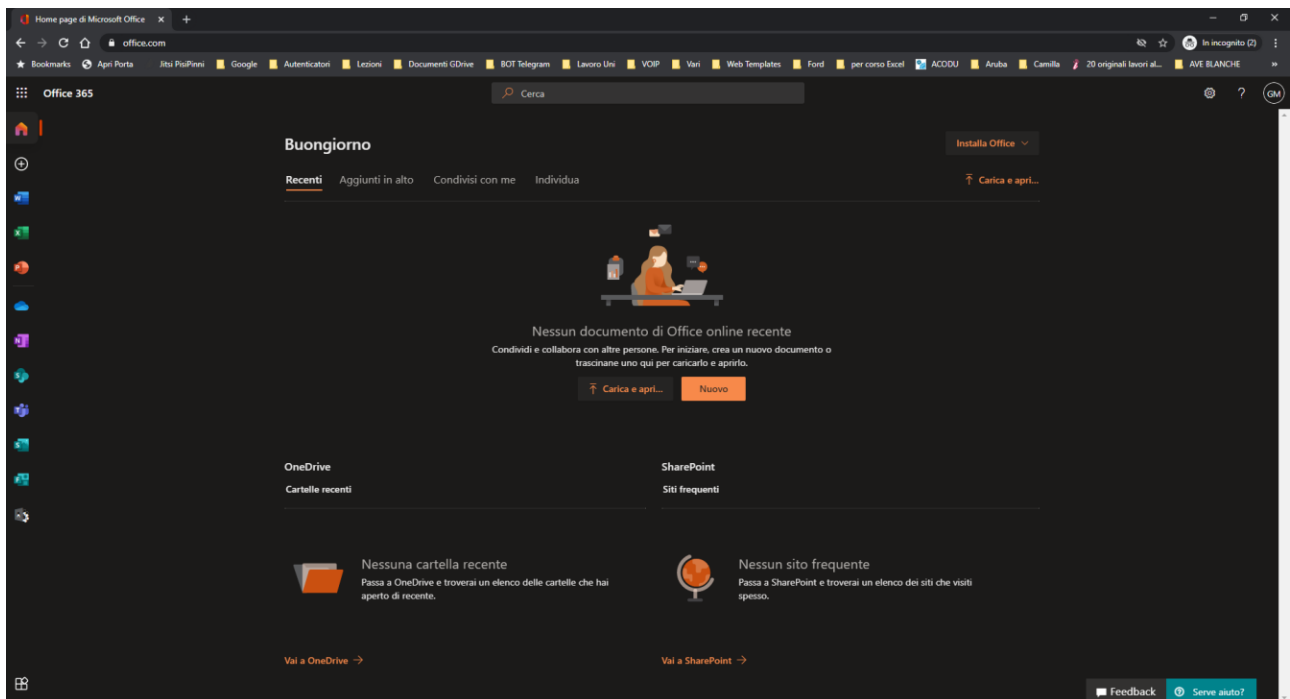 Home page di Microsoft Office
office.com
In incognito (2)
Bookmarks Apri Porta Jitsi PisiPinni Google Autenticatori Lezioni Documenti GDrive BOT Telegram Lavoro Uni VOIP Vari Web Templates Ford per corso Excel ACODU Aruba Camilla 20 originali lavori al... AVE BLANCHE »
Office 365
Cerca
GM
Buongiorno
Installa Office
Recenti Aggiunti in alto Condivisi con me Individua
Carica e apri...
Nessun documento di Office online recente
Condividi e collabora con altre persone. Per iniziare, crea un nuovo documento o
trascinane uno qui per caricarlo e aprirlo.
Carica e apri... Nuovo
OneDrive
Cartelle recenti
SharePoint
Siti frequenti
Nessuna cartella recente
Passa a OneDrive e troverai un elenco delle cartelle che hai
aperto di recente.
Nessun sito frequente
Passa a SharePoint e troverai un elenco dei siti che visiti
spesso.
Vai a OneDrive →
Vai a SharePoint →
Feedback
Serve aiuto?